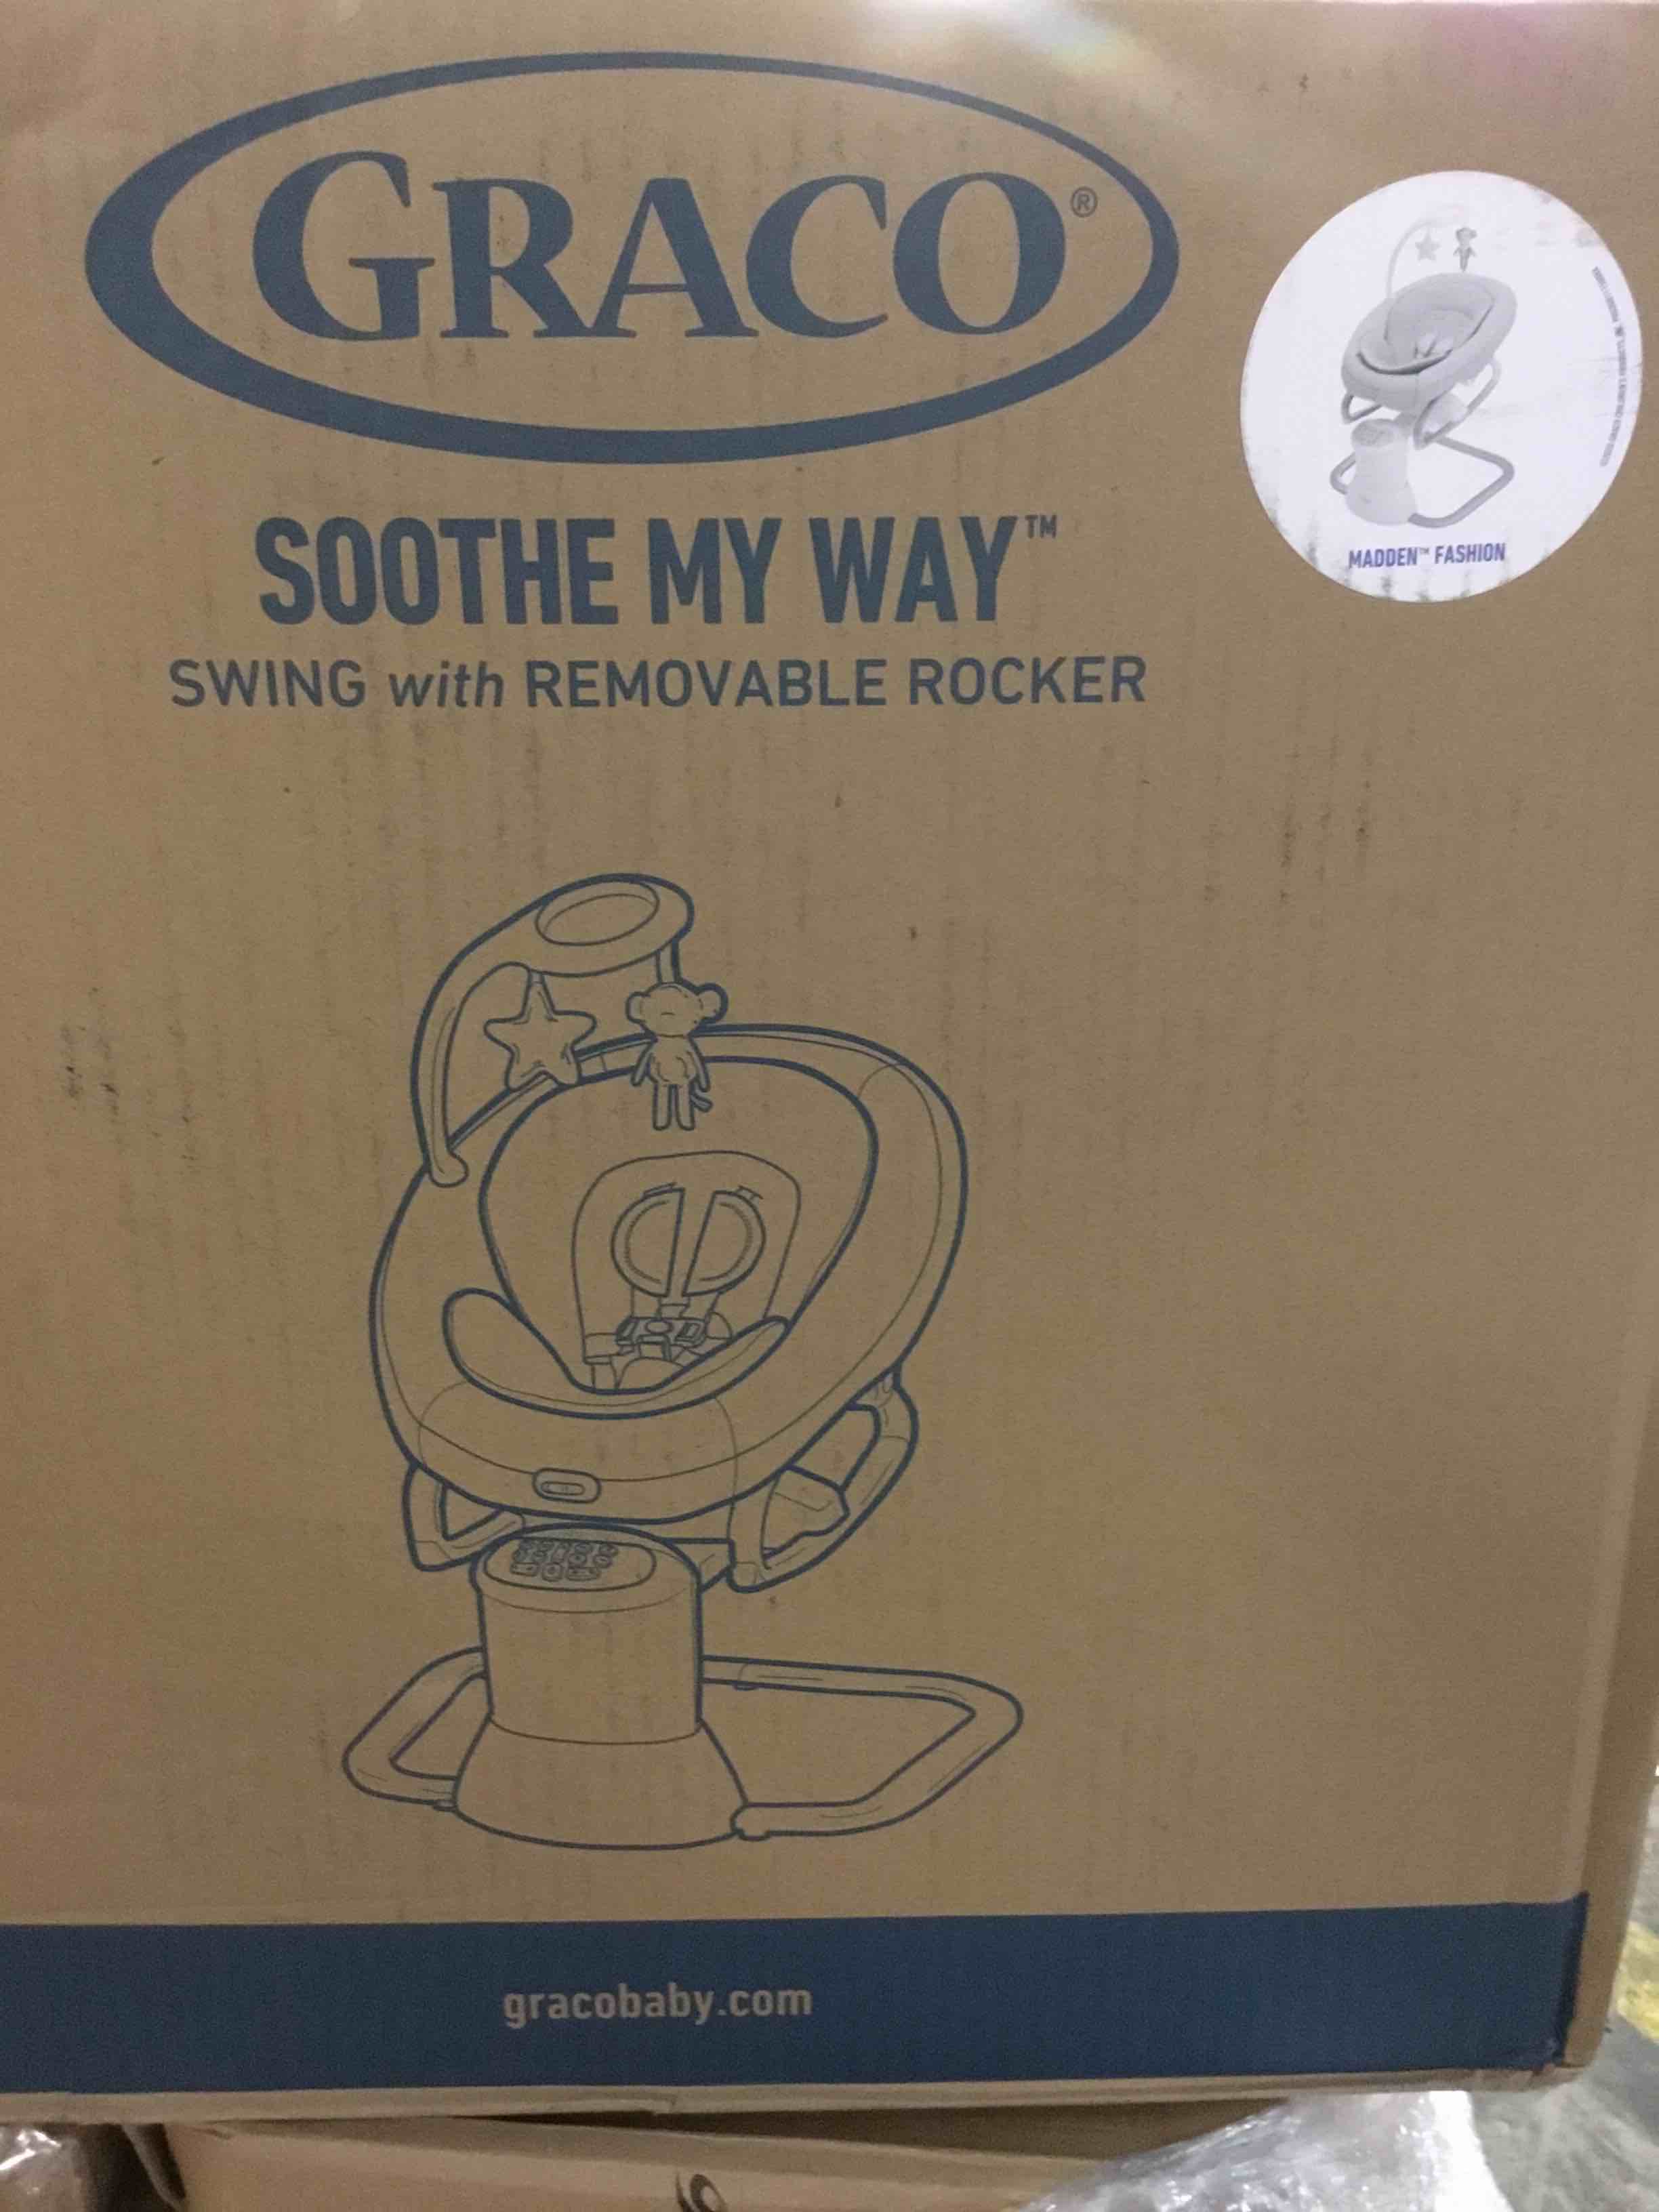 GRACO®
SOOTHE MY WAY™
SWING with REMOVABLE ROCKER
MADDEN™ FASHION
gracobaby.com